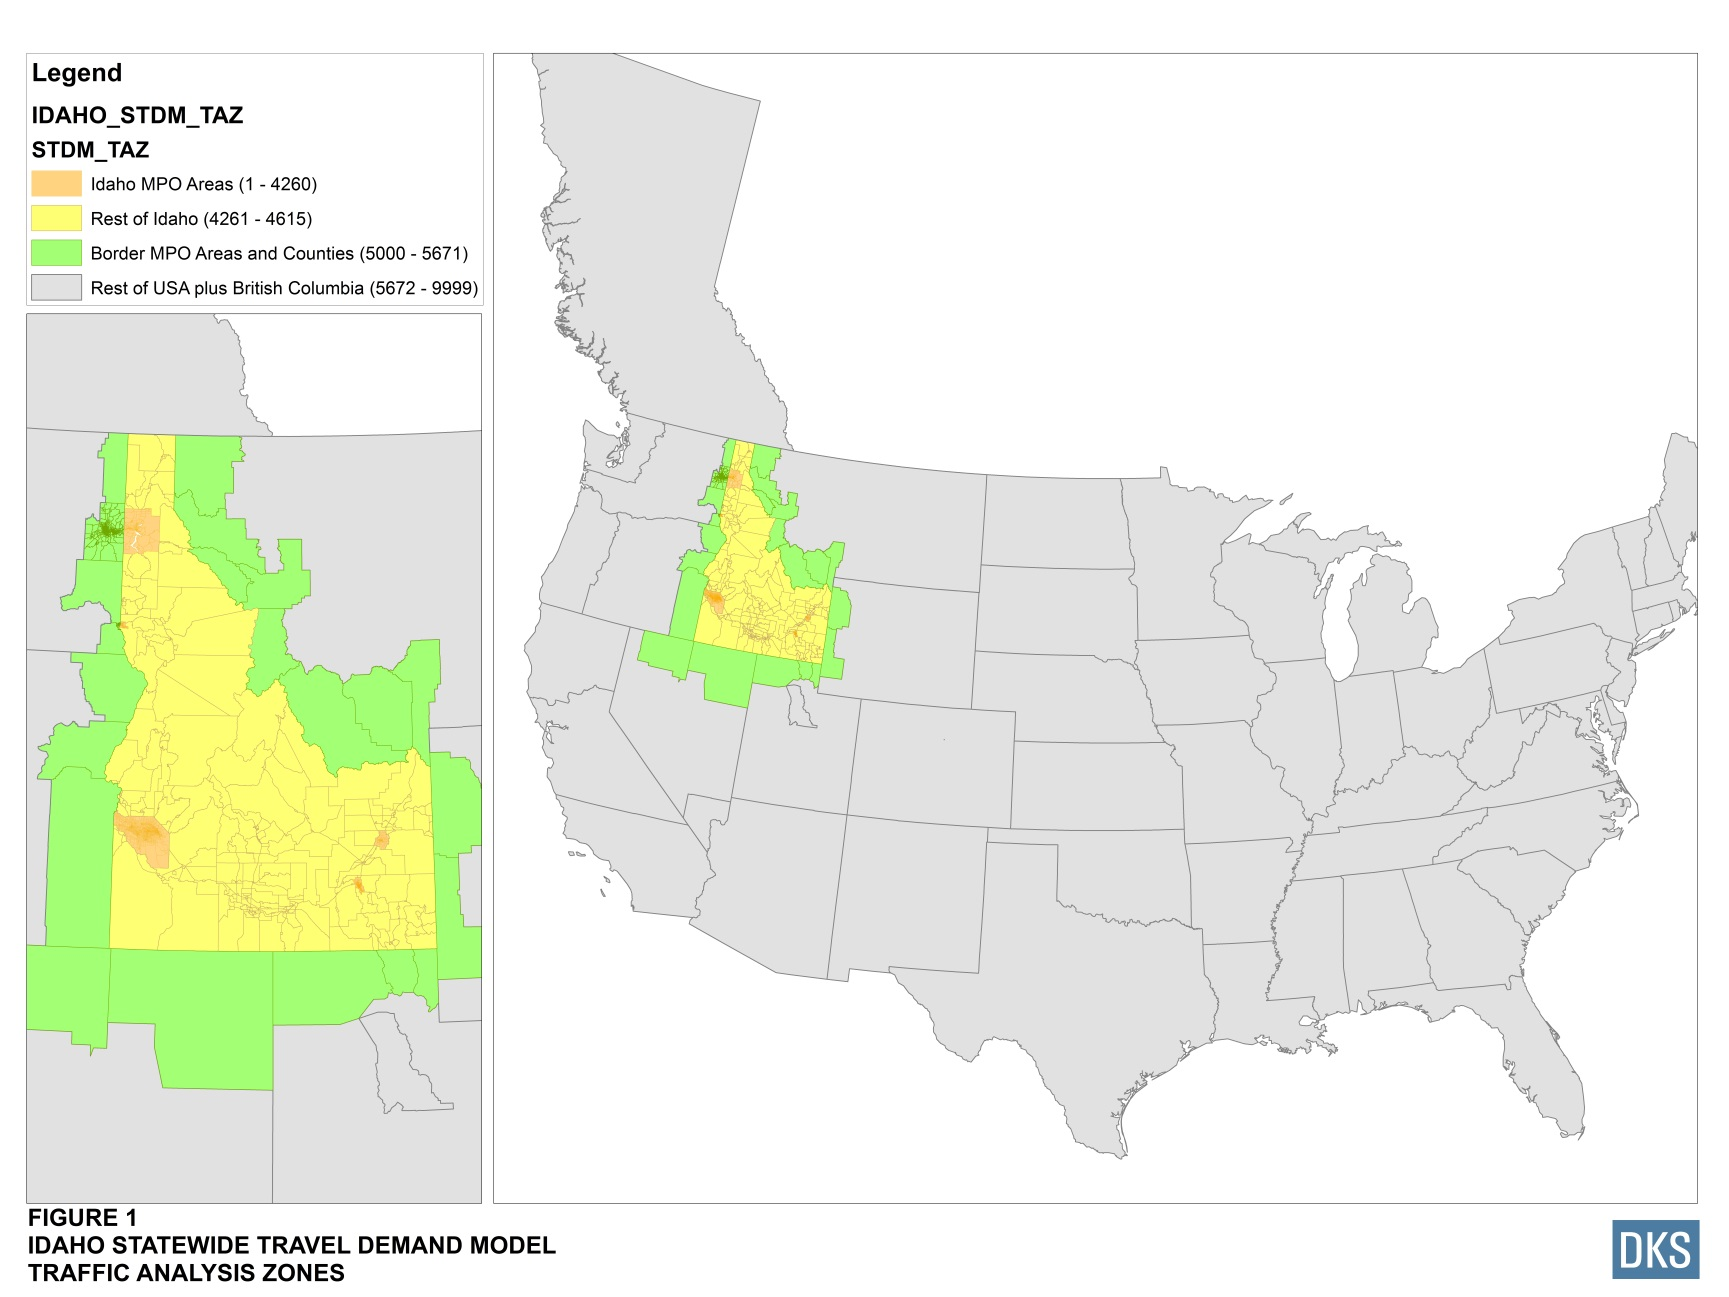 Legend
IDAHO_STDM_TAZ
STDM_TAZ
Idaho MPO Areas (1 - 4260)
Rest of Idaho (4261 - 4615)
Border MPO Areas and Counties (5000 - 5671)
Rest of USA plus British Columbia (5672 - 9999)
FIGURE 1
IDAHO STATEWIDE TRAVEL DEMAND MODEL
TRAFFIC ANALYSIS ZONES
DKS